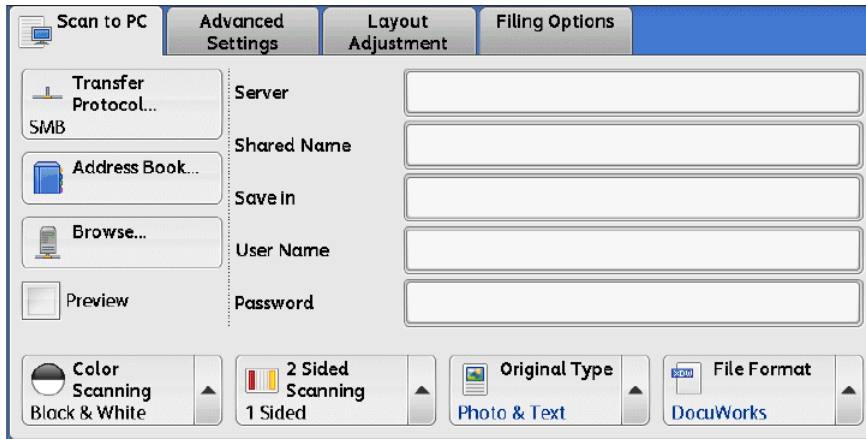 Scan to PC
Advanced
Settings
Layout
Adjustment
Filing Options
Transfer
Protocol...
SMB
Address Book...
Browse...
Preview
Server
Shared Name
Save in
User Name
Password
Color
Scanning
Black & White
2 Sided
Scanning
1 Sided
Original Type
Photo & Text
XDW
File Format
DocuWorks